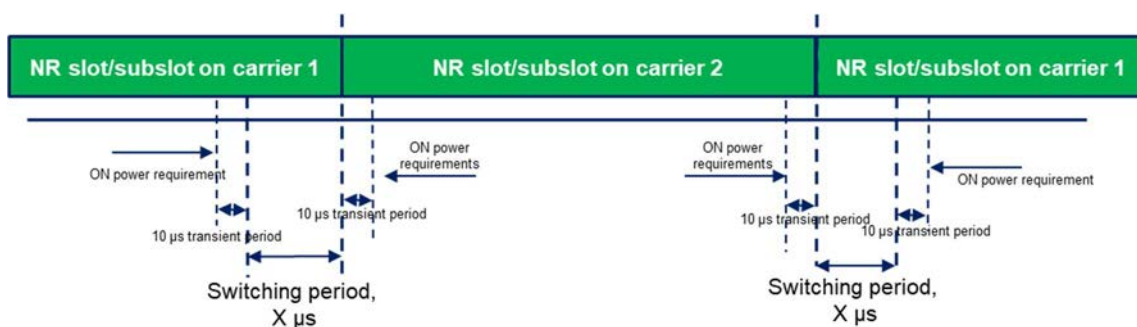 NR slot/subslot on carrier 1
NR slot/subslot on carrier 2
NR slot/subslot on carrier 1
ON power requirement
ON power
requirements
ON power
requirements
ON power requirement
10 µs transient period
10 µs transient period
10 µs transient period
10 µs transient period
Switching period,
X µs
Switching period,
X µs